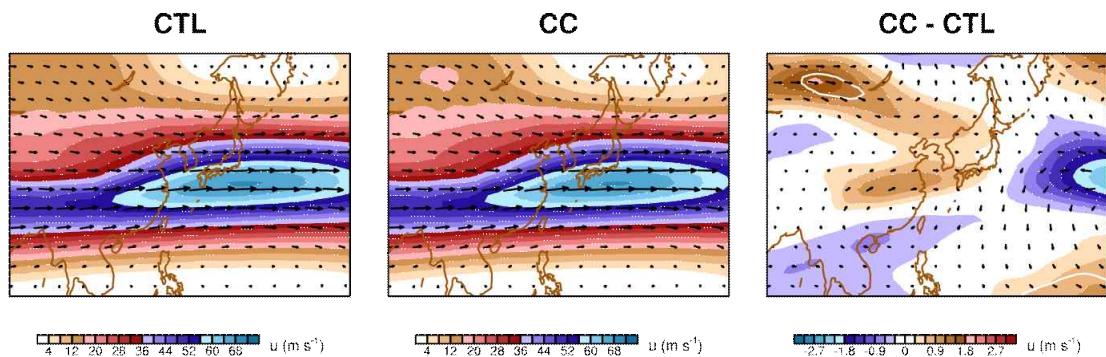 CTL
CC
CC - CTL
4 12 20 28 36 44 52 60 68 u (m s⁻¹)
4 12 20 28 36 44 52 60 68 u (m s⁻¹)
-2.7 -1.8 -0.9 0 0.9 1.8 2.7 u (m s⁻¹)